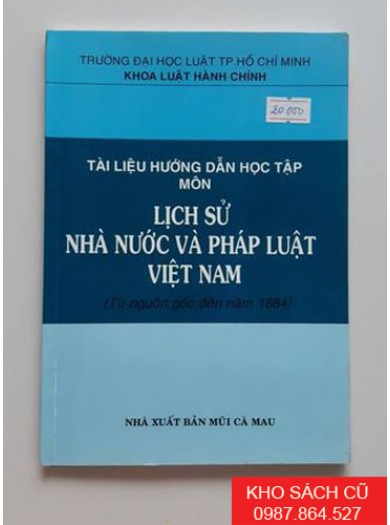 TRƯỜNG ĐẠI HỌC LUẬT TP.HỒ CHÍ MINH
KHOA LUẬT HÀNH CHÍNH
20 000
TÀI LIỆU HƯỚNG DẪN HỌC TẬP
MÔN
LỊCH SỬ
NHÀ NƯỚC VÀ PHÁP LUẬT
VIỆT NAM
(Từ nguồn gốc đến năm 1884)
NHÀ XUẤT BẢN MŨI CÀ MAU
KHO SÁCH CŨ
0987.864.527